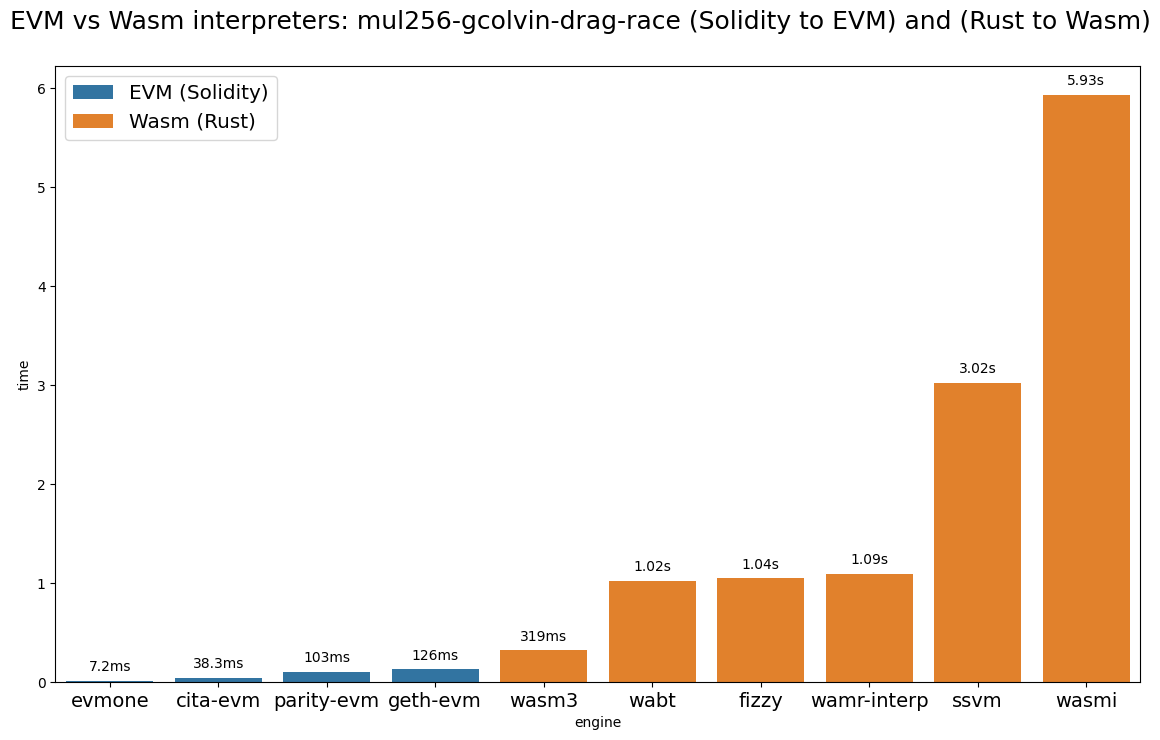 EVM vs Wasm interpreters: mul256-gcolvin-drag-race (Solidity to EVM) and (Rust to Wasm)
EVM (Solidity)
Wasm (Rust)
time
6
5
4
3
2
1
0
7.2ms
38.3ms
103ms
126ms
319ms
1.02s
1.04s
1.09s
3.02s
5.93s
evmone cita-evm parity-evm geth-evm wasm3 wabt fizzy wamr-interp ssvm wasmi
engine